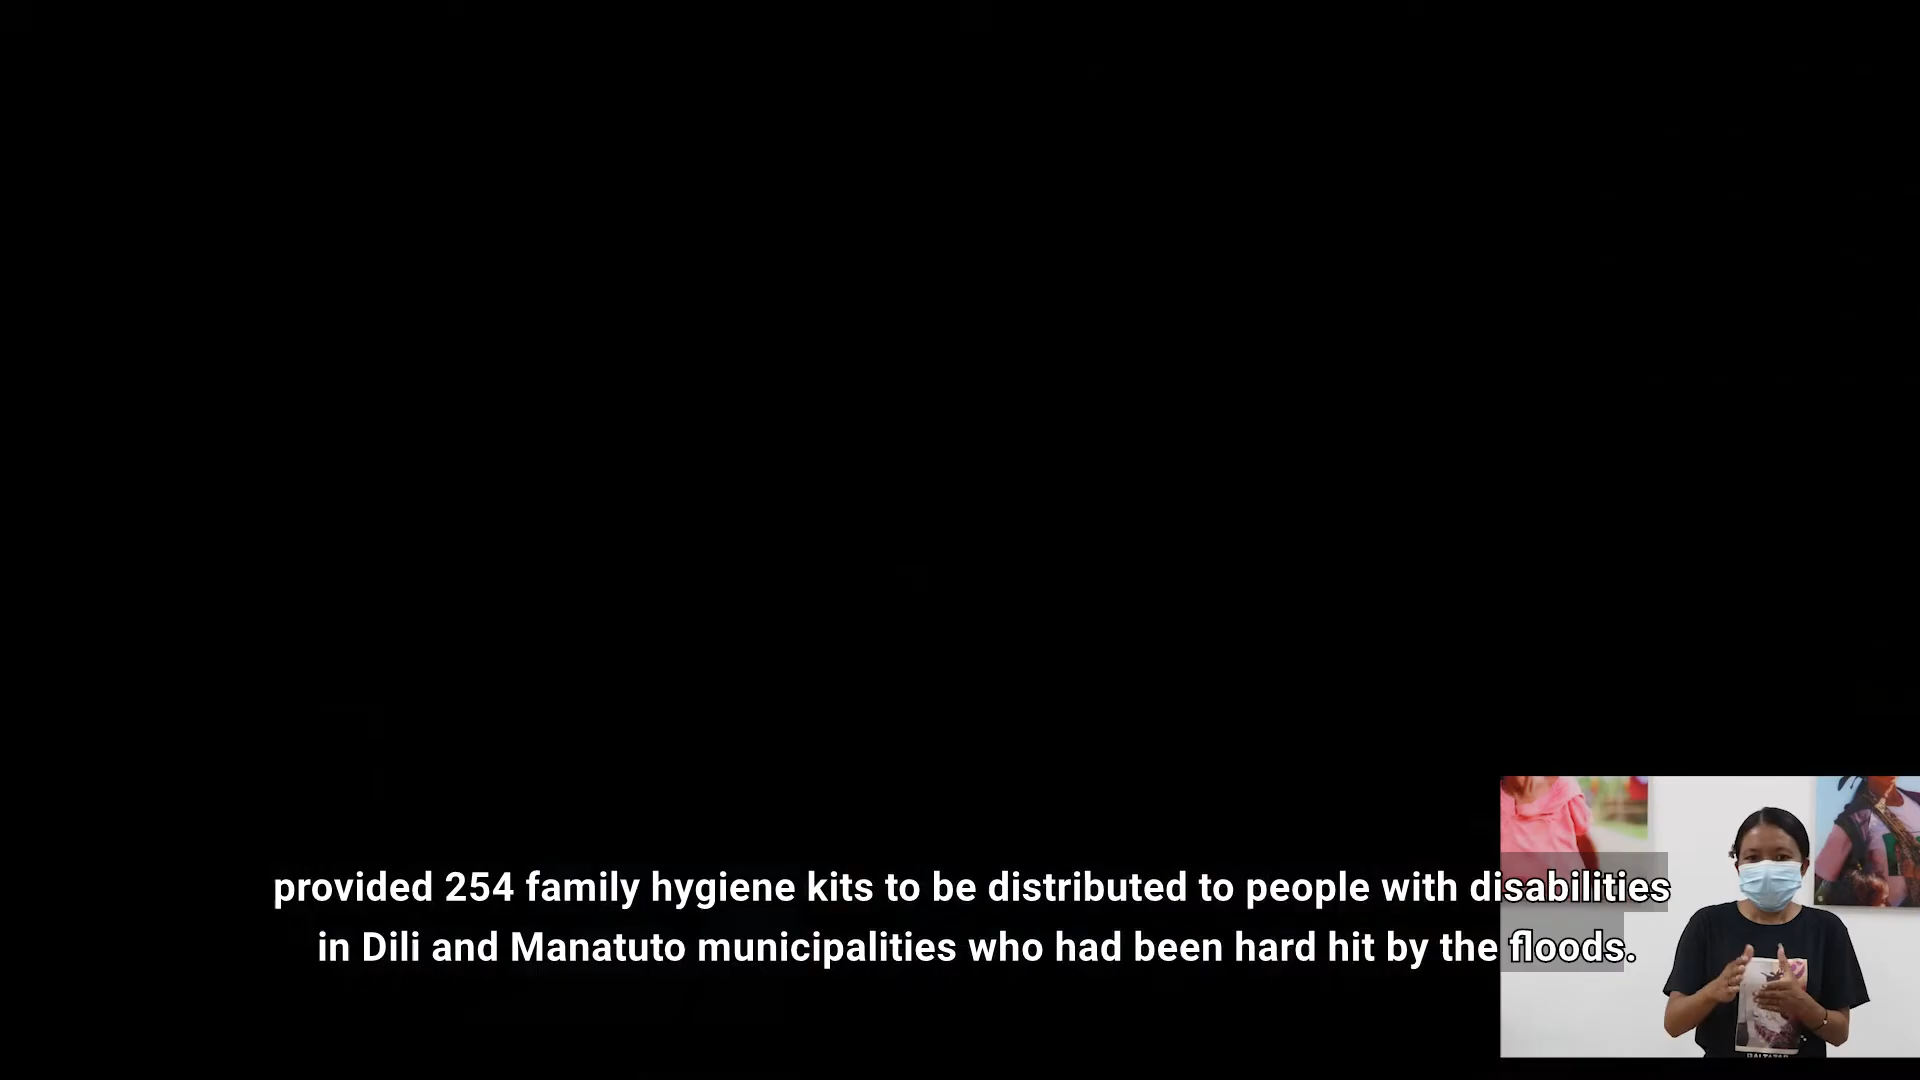 provided 254 family hygiene kits to be distributed to people with disabilities
in Dili and Manatuto municipalities who had been hard hit by the floods.